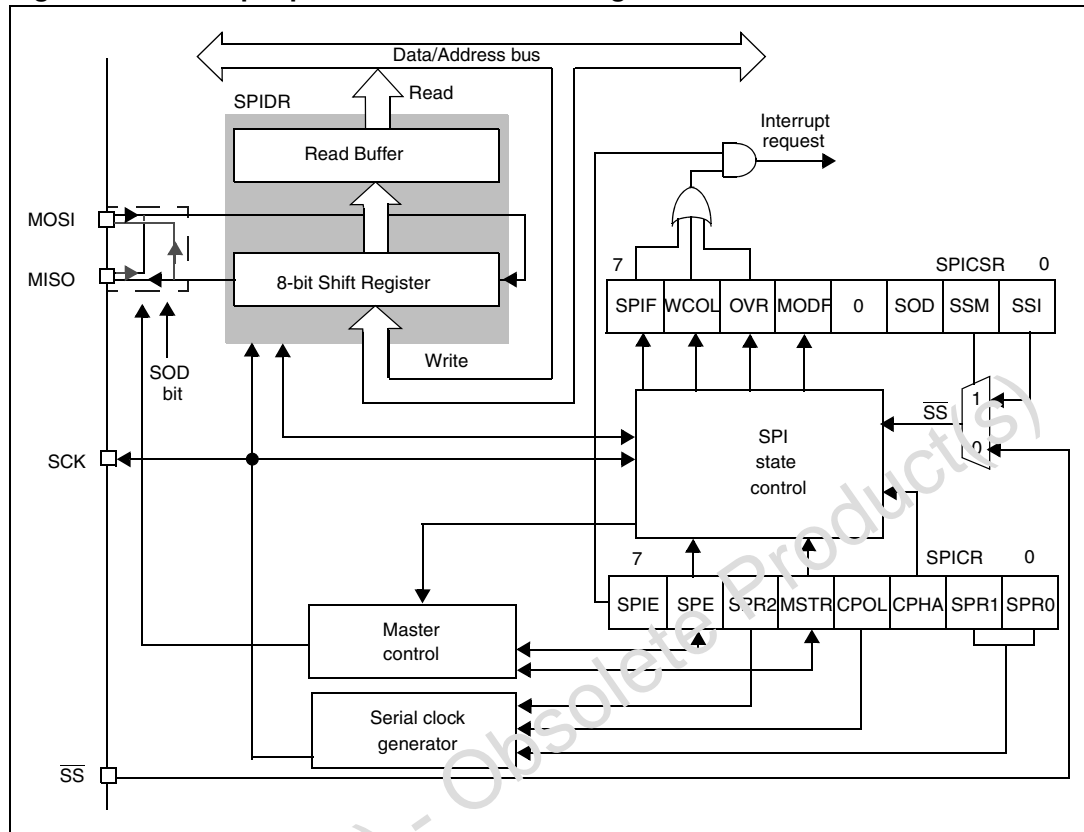 Data/Address bus
SPIDR
Read
Interrupt
request
Read Buffer
MOSI
MISO
8-bit Shift Register
7
SPICSR
0
SPIF
WCOL
OVR
MODF
0
SOD
SSM
SSI
Write
SOD
bit
1
SS
0
SCK
SPI
state
control
7
SPICR
0
SPIE
SPE
SPR2
MSTR
CPOL
CPHA
SPR1
SPR0
Master
control
Serial clock
generator
SS
- Obsolete Product(s)